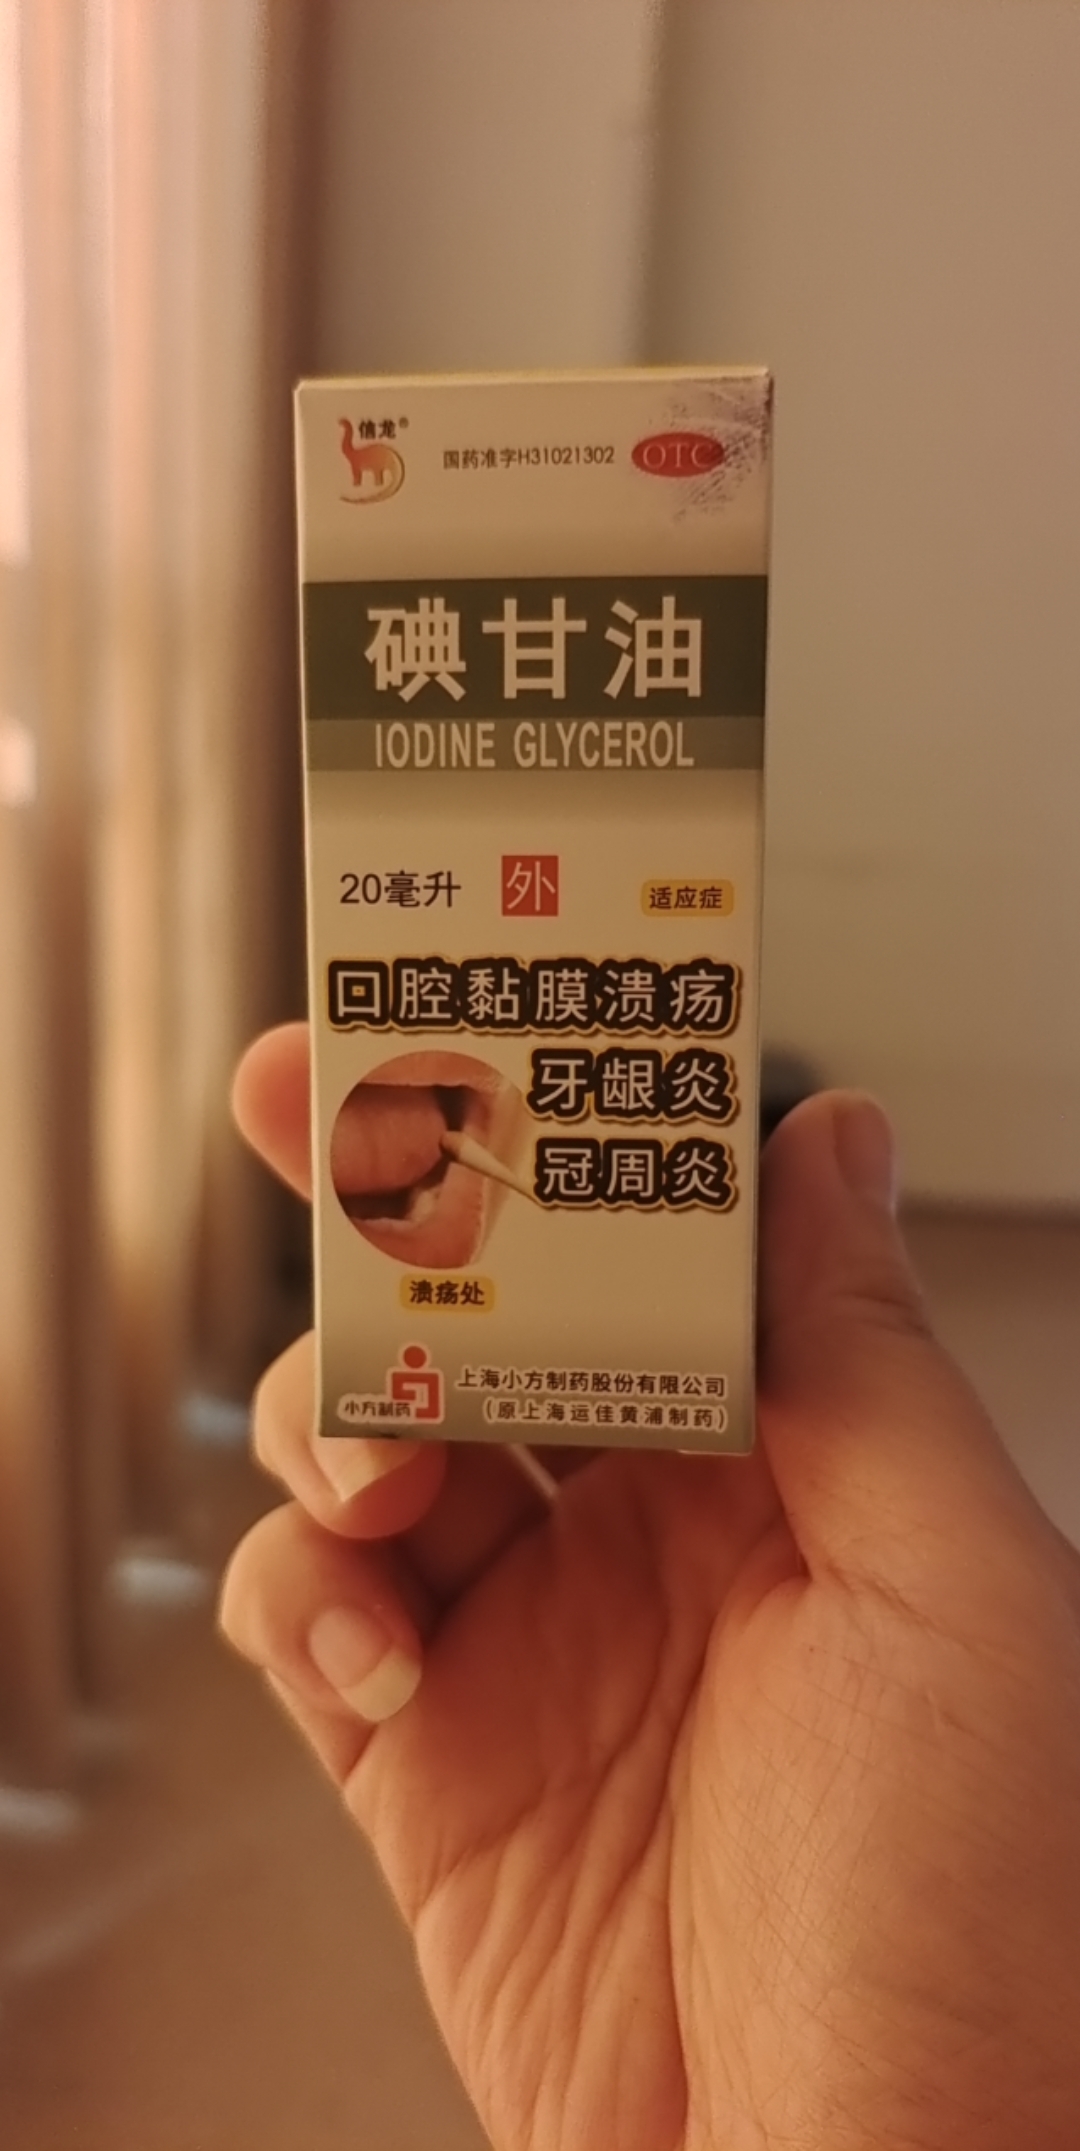 信龙®
国药准字H31021302
OTC
碘甘油
IODINE GLYCEROL
20毫升
外
适应症
口腔黏膜溃疡
牙龈炎
冠周炎
溃疡处
小方制药
上海小方制药股份有限公司
(原上海运佳黄浦制药)